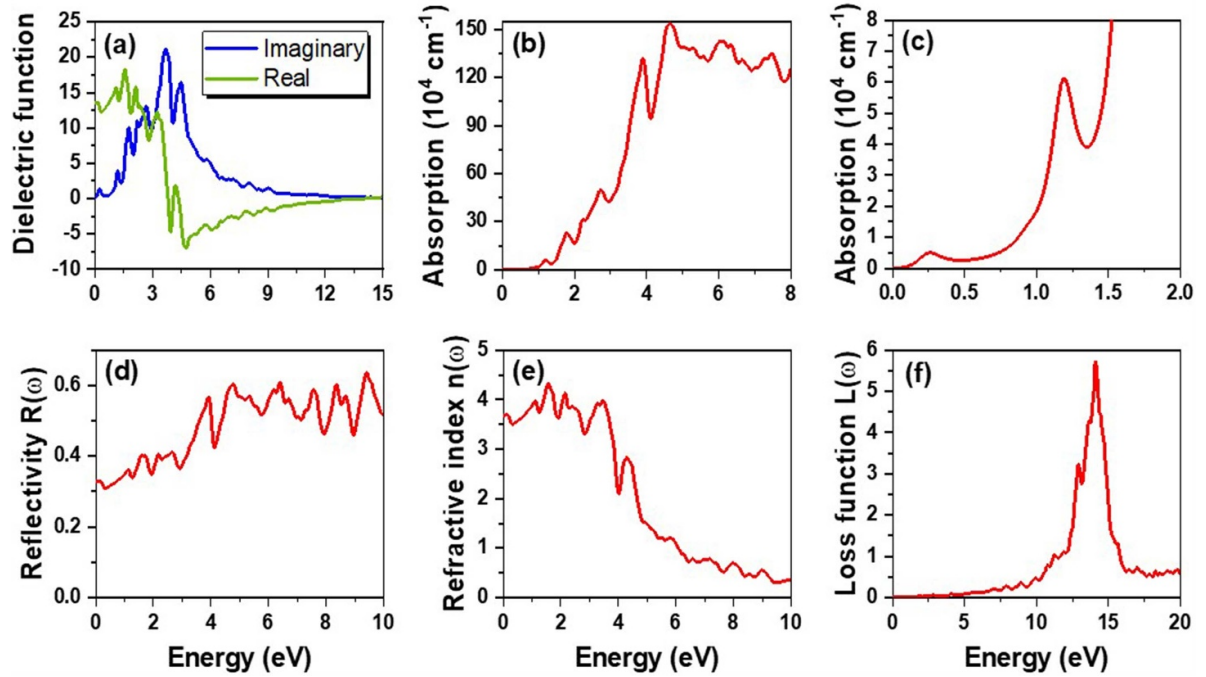 (a)
Imaginary
Real
Dielectric function
25
20
15
10
5
0
-5
-10
0 3 6 9 12 15
(b)
Absorption (10⁴ cm⁻¹)
150
120
90
60
30
0
0 2 4 6 8
(c)
Absorption (10⁴ cm⁻¹)
8
7
6
5
4
3
2
1
0
0.0 0.5 1.0 1.5 2.0
(d)
Reflectivity R(ω)
0.6
0.4
0.2
0.0
0 2 4 6 8 10
Energy (eV)
(e)
Refractive index n(ω)
5
4
3
2
1
0
0 2 4 6 8 10
Energy (eV)
(f)
Loss function L(ω)
6
5
4
3
2
1
0
0 5 10 15 20
Energy (eV)